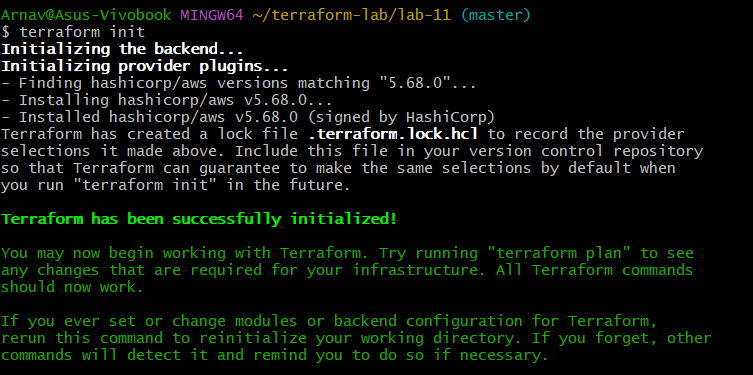 Arnav@Asus-Vivobook MINGW64 ~/terraform-lab/lab-11 (master)
$ terraform init
Initializing the backend...
Initializing provider plugins...
- Finding hashicorp/aws versions matching "5.68.0"...
- Installing hashicorp/aws v5.68.0...
- Installed hashicorp/aws v5.68.0 (signed by HashiCorp)
Terraform has created a lock file .terraform.lock.hcl to record the provider
selections it made above. Include this file in your version control repository
so that Terraform can guarantee to make the same selections by default when
you run "terraform init" in the future.
Terraform has been successfully initialized!
You may now begin working with Terraform. Try running "terraform plan" to see
any changes that are required for your infrastructure. All Terraform commands
should now work.
If you ever set or change modules or backend configuration for Terraform,
rerun this command to reinitialize your working directory. If you forget, other
commands will detect it and remind you to do so if necessary.